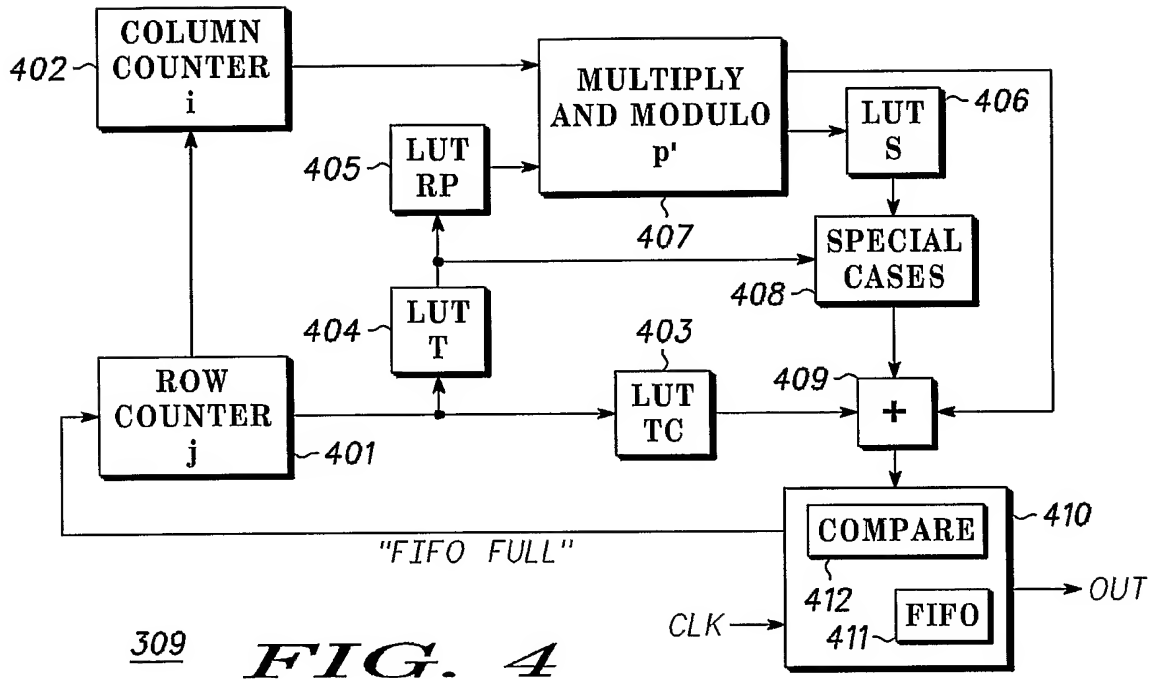 COLUMN
COUNTER
i
402
MULTIPLY
AND MODULO
p'
407
LUT
S
406
LUT
RP
405
SPECIAL
CASES
408
LUT
T
404
403
LUT
TC
409
+
ROW
COUNTER
j
401
410
COMPARE
412
FIFO
411
"FIFO FULL"
CLK
OUT
309
FIG. 4